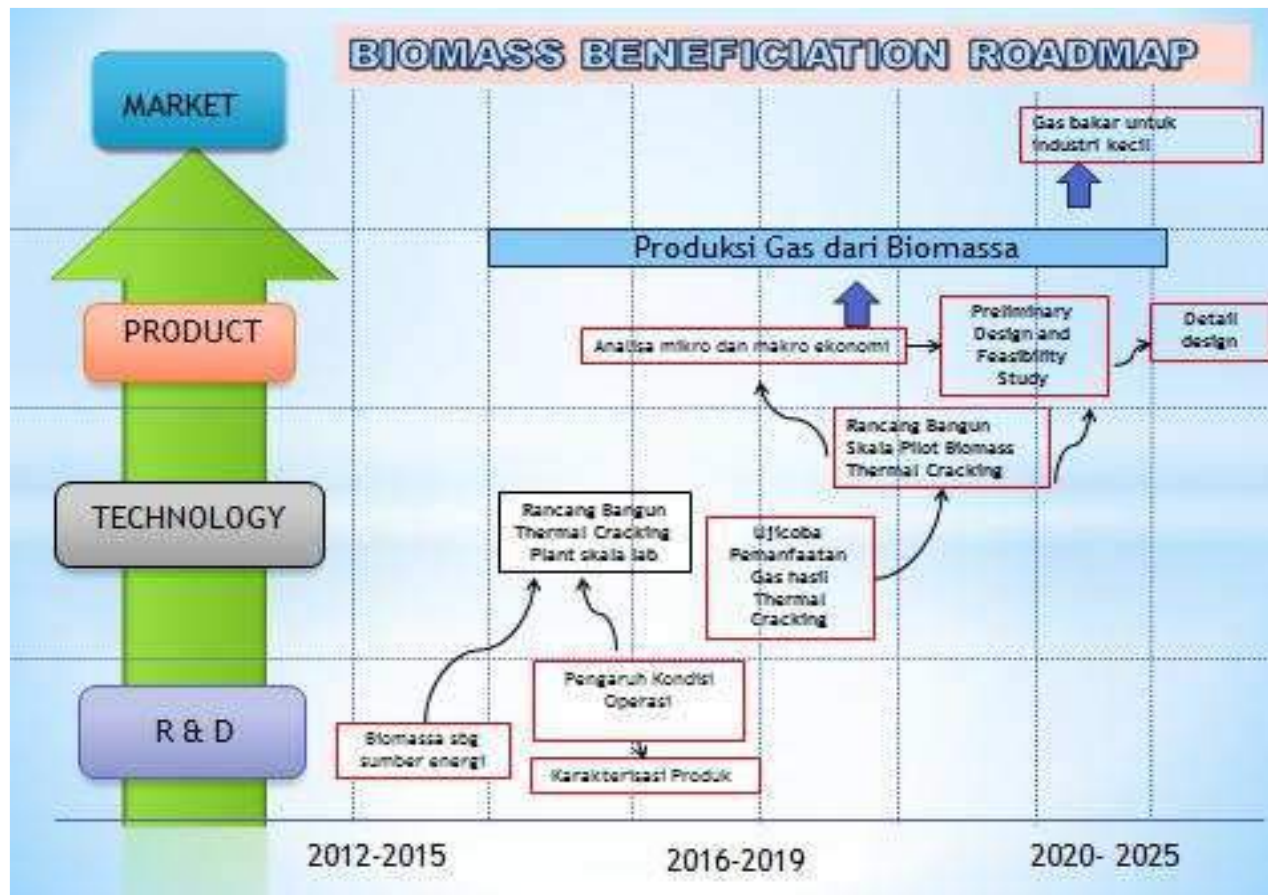 BIOMASS BENEFICIATION ROADMAP
MARKET
Gas bakar untuk
industri kecil
Produksi Gas dari Biomassa
PRODUCT
Analisa mikro dan makro ekonomi
Preliminary
Design and
Feasibility
Study
Detail
design
Rancang Bangun
Skala Pilot Biomass
Thermal Cracking
TECHNOLOGY
Rancang Bangun
Thermal Cracking
Plant skala lab
Ujicoba
Pemanfaatan
Gas hasil
Thermal
Cracking
R & D
Pengaruh Kondisi
Operasi
Biomassa sbg
sumber energi
Karakterisasi Produk
2012-2015
2016-2019
2020- 2025